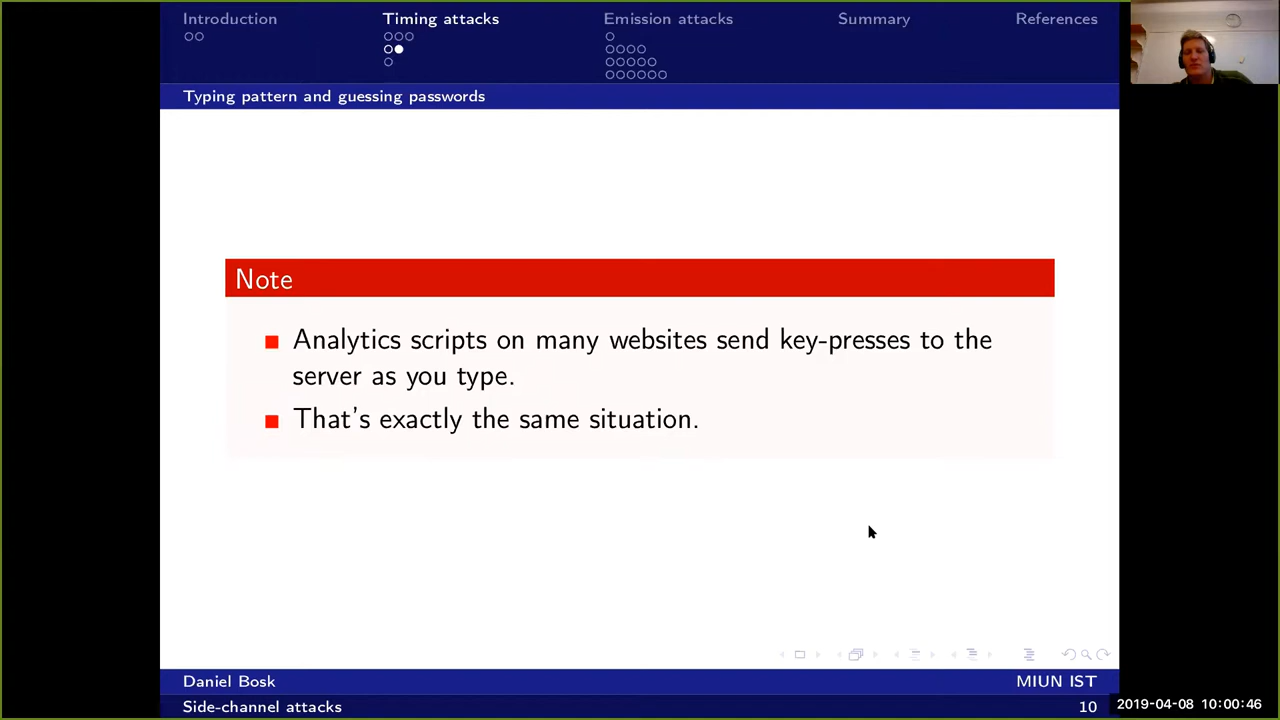 Introduction
Timing attacks
Emission attacks
Summary
References
Typing pattern and guessing passwords
Note
Analytics scripts on many websites send key-presses to the
server as you type.
That's exactly the same situation.
Daniel Bosk
MIUN IST
Side-channel attacks
10
2019-04-08 10:00:46